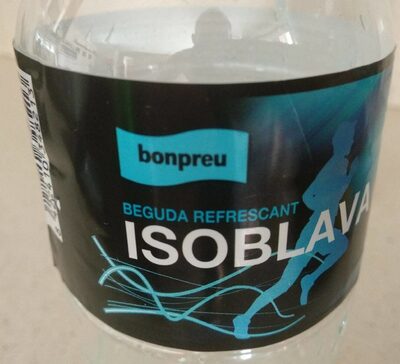 bonpreu
BEGUDA REFRESCANT
ISOBLAVA